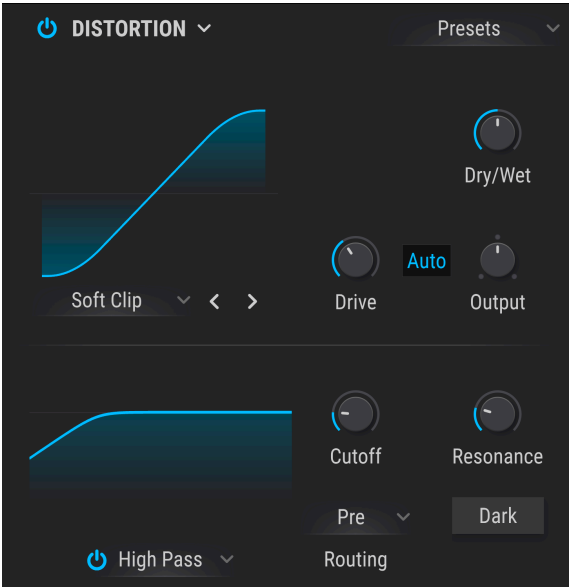 DISTORTION
Presets
Dry/Wet
Soft Clip
Drive
Auto
Output
Cutoff
Resonance
Pre
Dark
High Pass
Routing